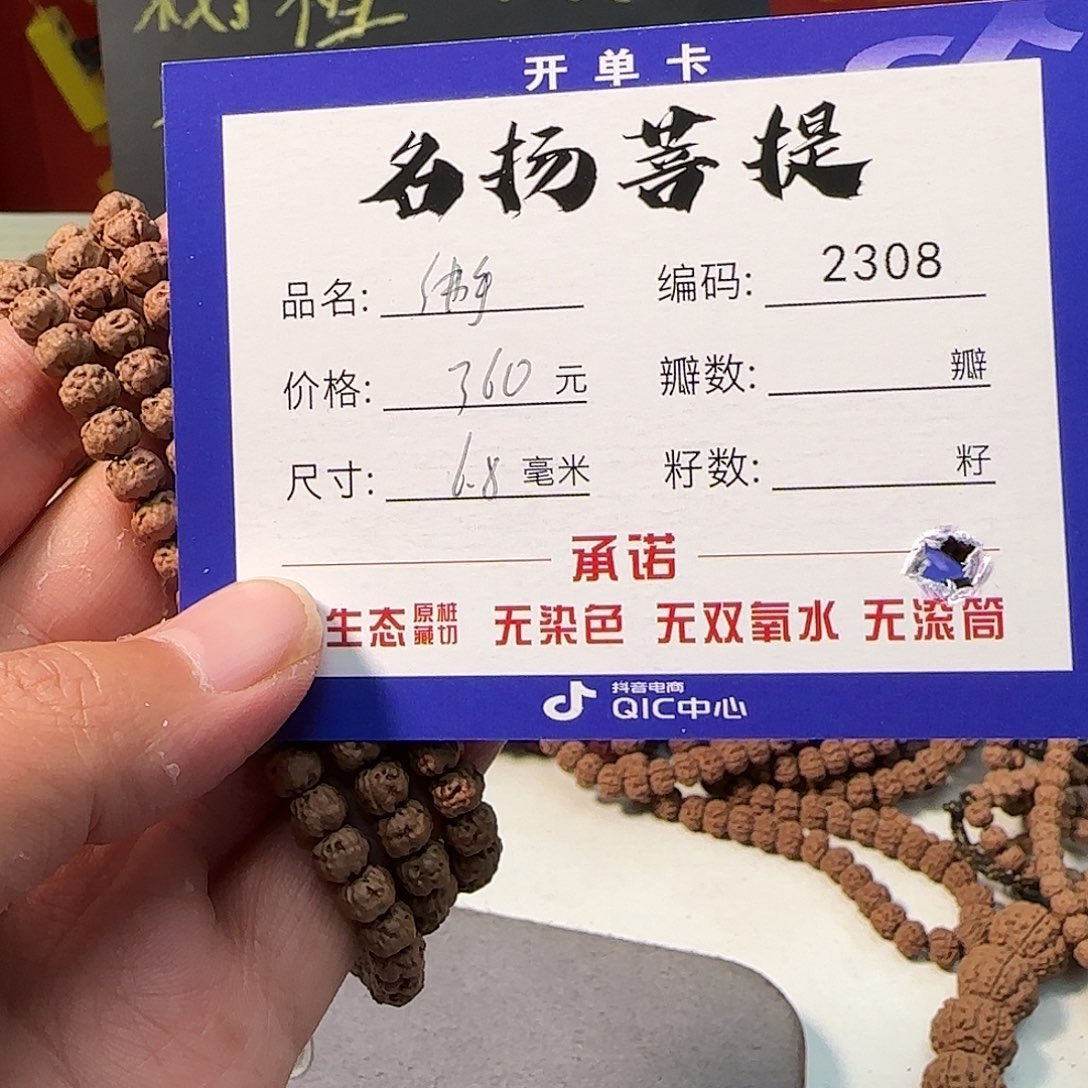 开单卡
名扬菩提
品名: 编码: 2308
价格: 360 元 瓣数: 瓣
尺寸: 6.8 毫米 籽数: 籽
承诺
生态 原桩藏切 无染色 无双氧水 无滚筒
抖音电商
QIC中心